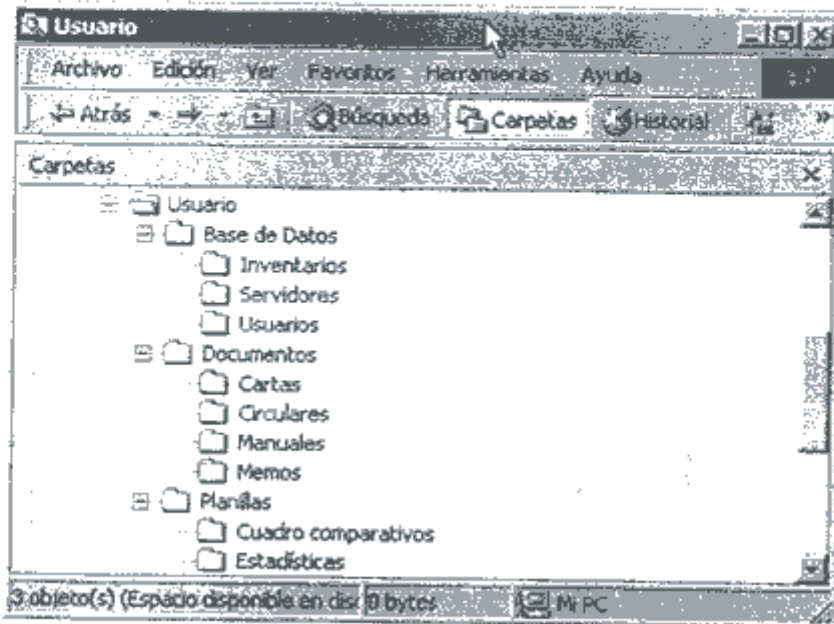 Usuario
Archivo Edición Ver Favoritos Herramientas Ayuda
Atrás Búsqueda Carpetas Historial »
Carpetas
Usuario
Base de Datos
Inventarios
Servidores
Usuarios
Documentos
Cartas
Circulares
Manuales
Memos
Planillas
Cuadro comparativos
Estadísticas
3 objeto(s) (Espacio disponible en disc 0 bytes Mi PC